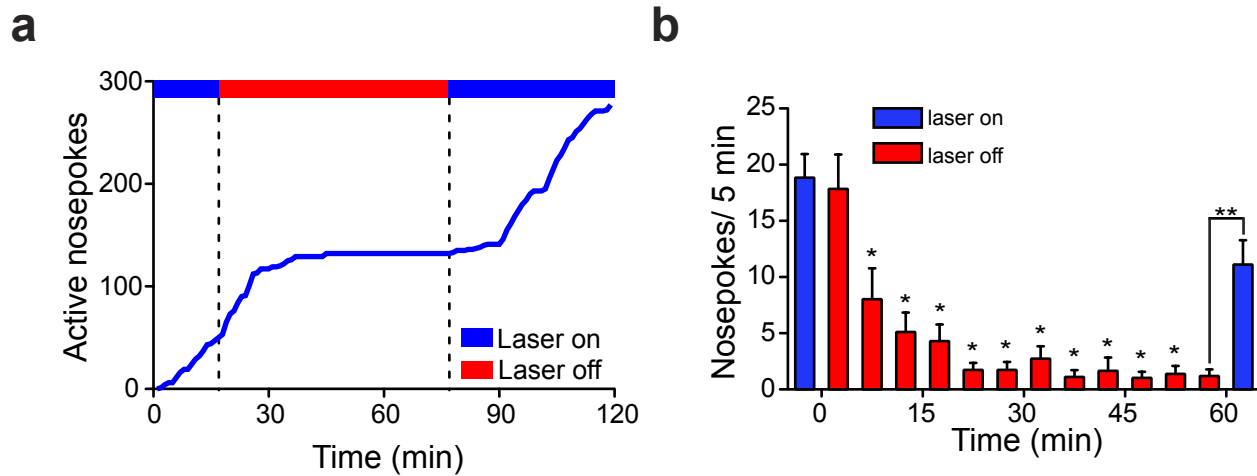 a
300
200
100
0
Active nosepokes
Laser on
Laser off
0 30 60 90 120
Time (min)
b
25
20
15
10
5
0
Nosepokes/ 5 min
laser on
laser off
* * * * * * * * * * **
0 15 30 45 60
Time (min)